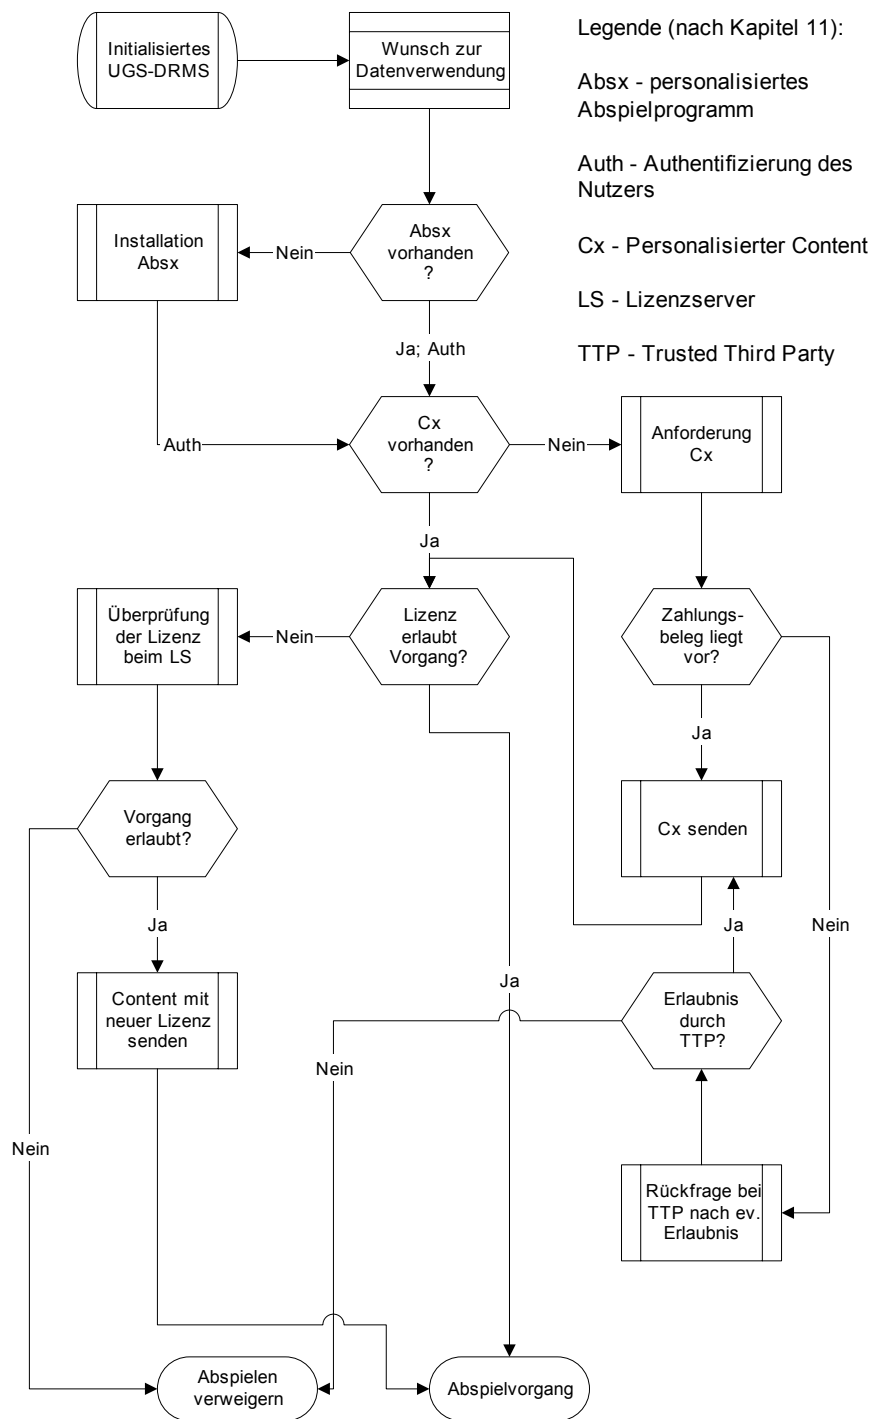 Initialisiertes
UGS-DRMS
Wunsch zur
Datenverwendung
Legende (nach Kapitel 11):
Absx - personalisiertes
Abspielprogramm
Auth - Authentifizierung des
Nutzers
Cx - Personalisierter Content
LS - Lizenzserver
TTP - Trusted Third Party
Installation
Absx
Nein
Absx
vorhanden
?
Ja; Auth
Auth
Cx
vorhanden
?
Nein
Anforderung
Cx
Ja
Überprüfung
der Lizenz
beim LS
Nein
Lizenz
erlaubt
Vorgang?
Zahlungs-
beleg liegt
vor?
Ja
Vorgang
erlaubt?
Cx senden
Ja
Ja
Nein
Content mit
neuer Lizenz
senden
Ja
Erlaubnis
durch
TTP?
Nein
Nein
Rückfrage bei
TTP nach ev.
Erlaubnis
Abspielen
verweigern
Abspielvorgang